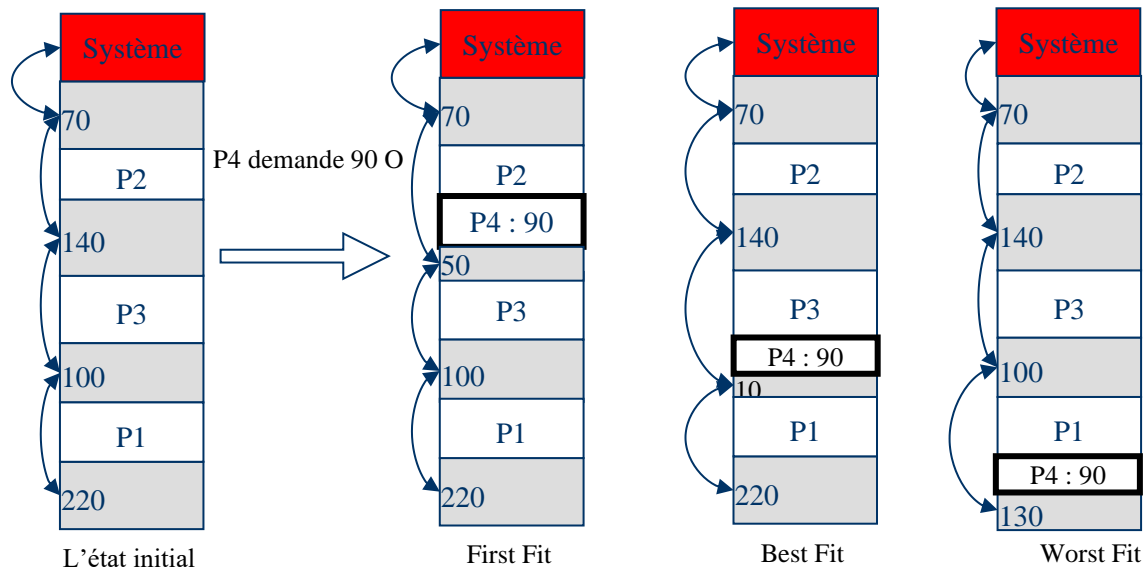 Système
70
P2
140
P3
100
P1
220
L'état initial
P4 demande 90 O
Système
70
P2
P4 : 90
50
P3
100
P1
220
First Fit
Système
70
P2
140
P3
P4 : 90
10
P1
220
Best Fit
Système
70
P2
140
P3
100
P1
P4 : 90
130
Worst Fit